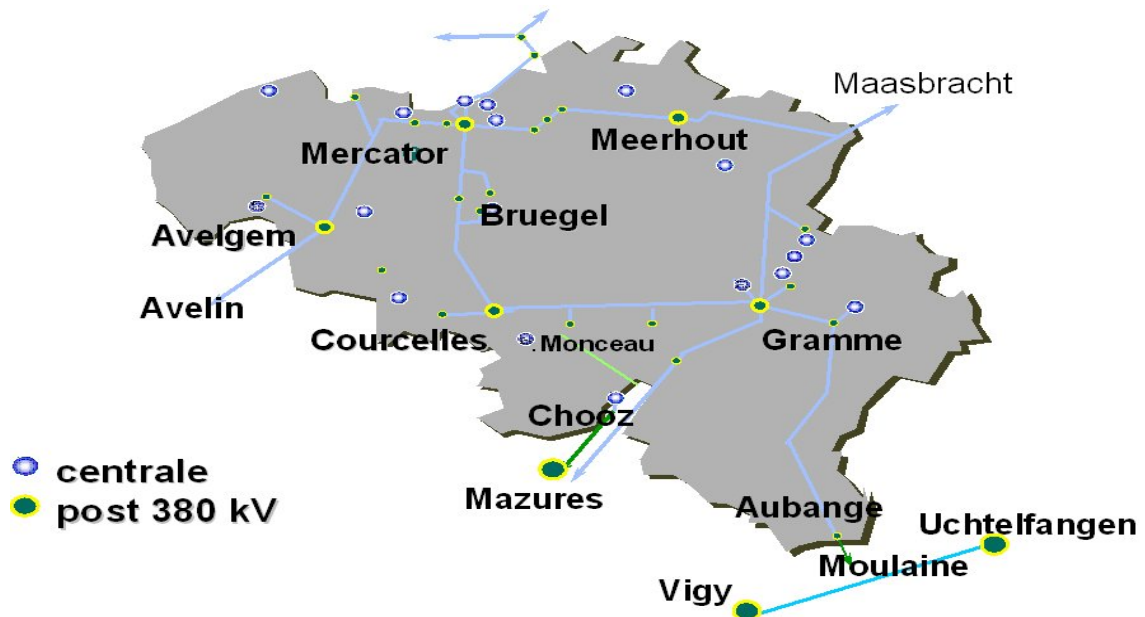 Maasbracht
Meerhout
Mercator
Bruegel
Avelgem
Avelin
Courcelles
. Monceau
Gramme
Chooz
centrale
Mazures
post 380 kV
Aubange
Uchtelfangen
Moulaine
Vigy